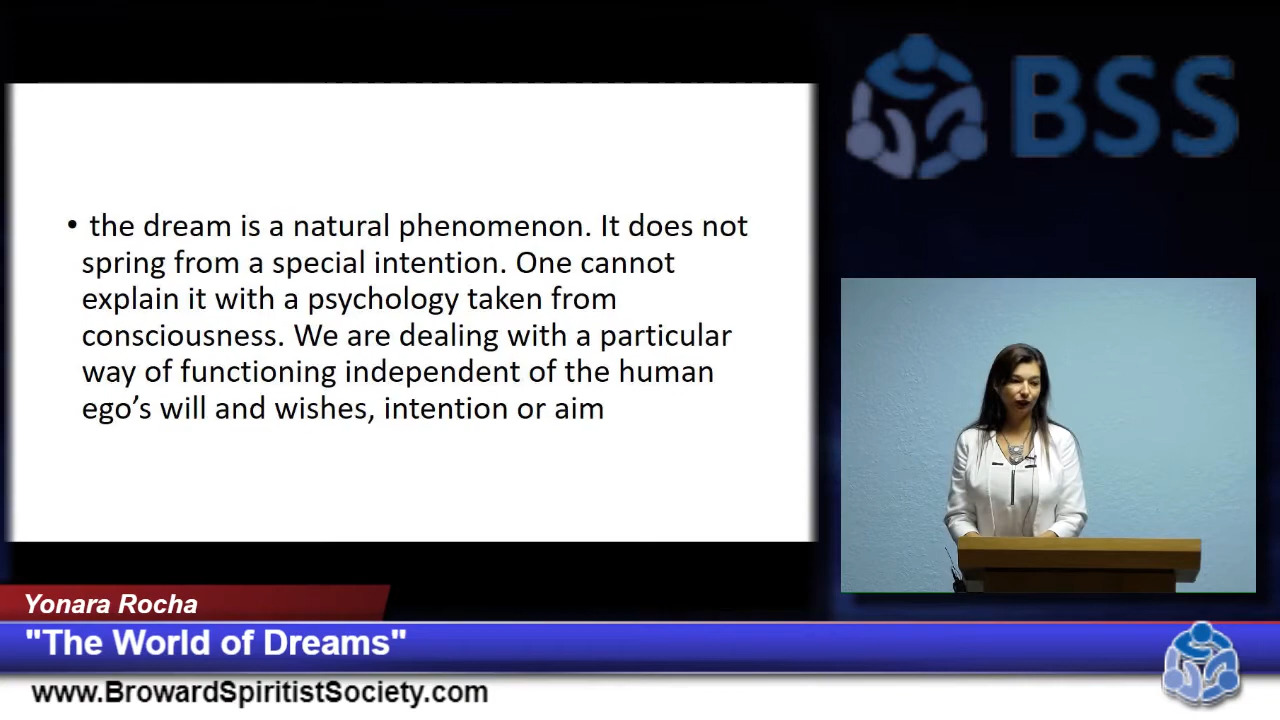 BSS
• the dream is a natural phenomenon. It does not
spring from a special intention. One cannot
explain it with a psychology taken from
consciousness. We are dealing with a particular
way of functioning independent of the human
ego’s will and wishes, intention or aim
Yonara Rocha
"The World of Dreams"
www.BrowardSpiritistSociety.com